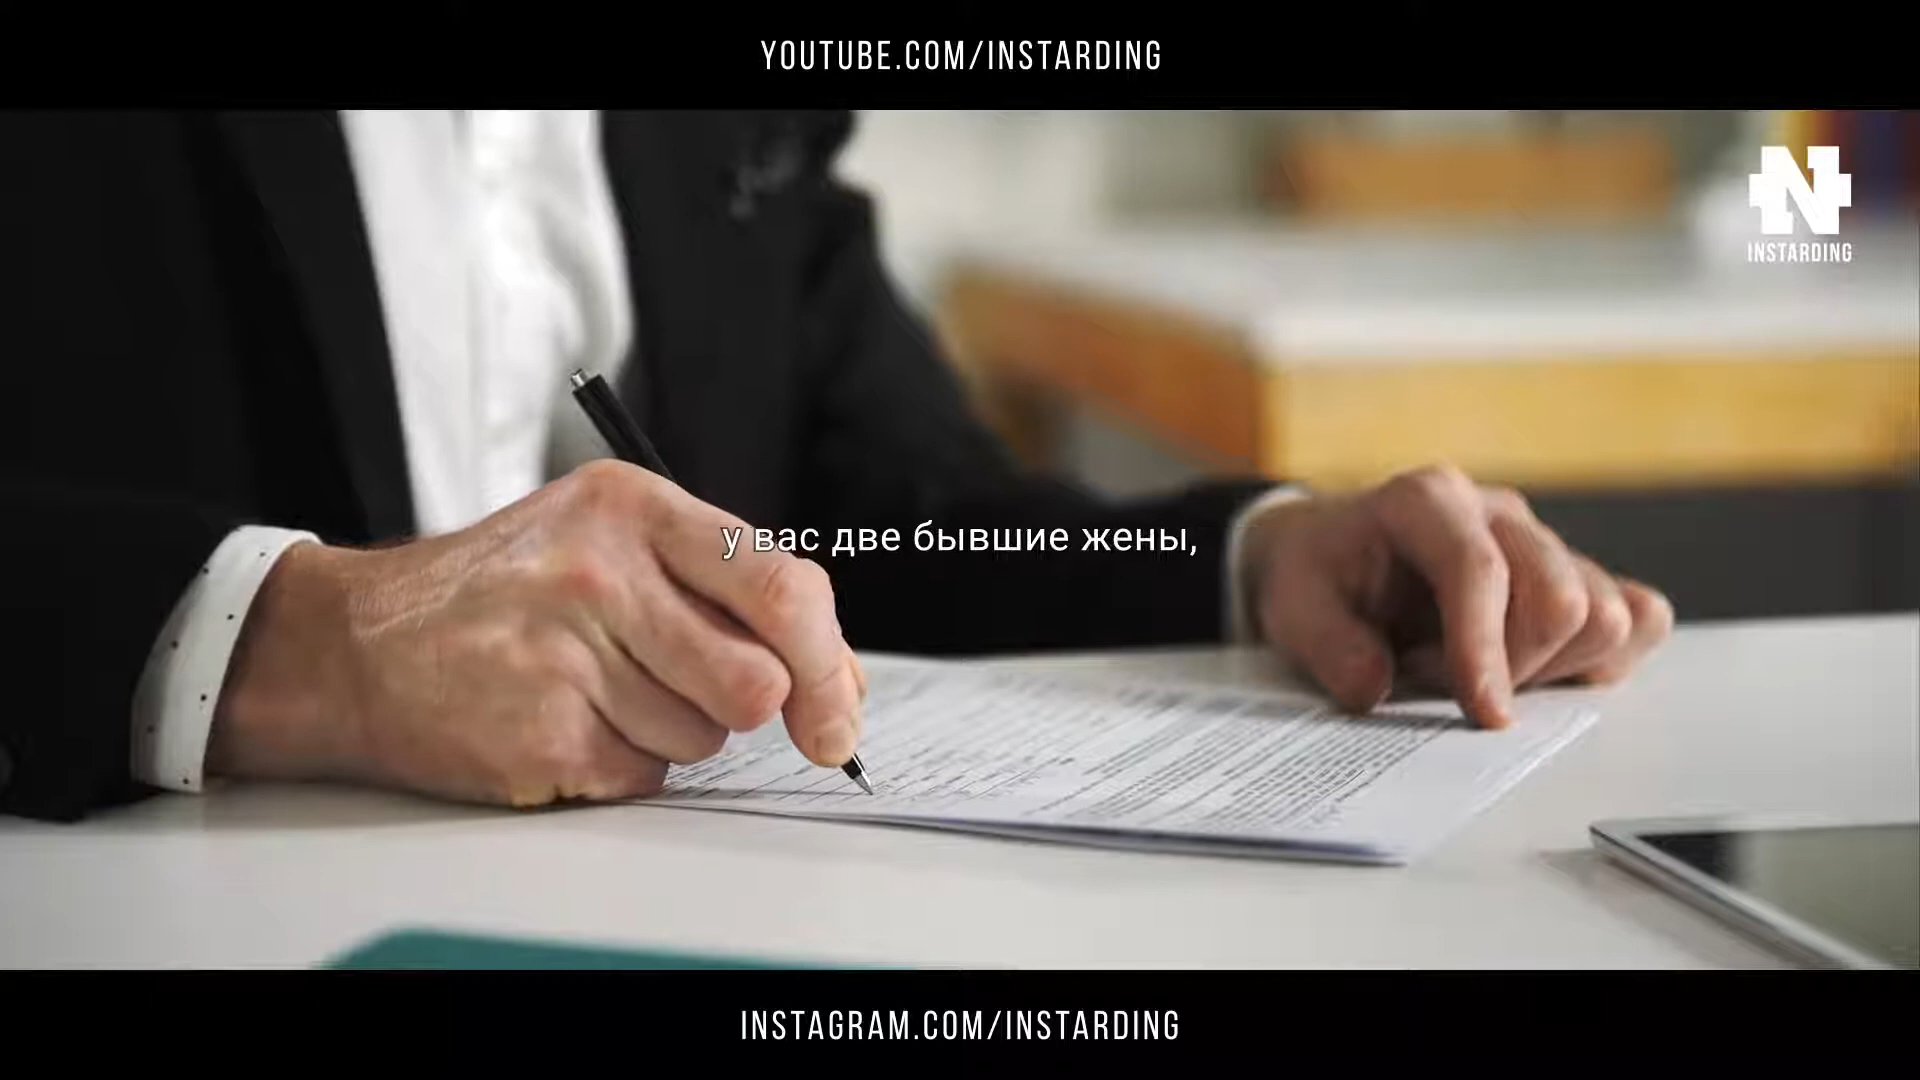 YOUTUBE.COM/INSTARDING
N
INSTARDING
у вас две бывшие жены,
INSTAGRAM.COM/INSTARDING